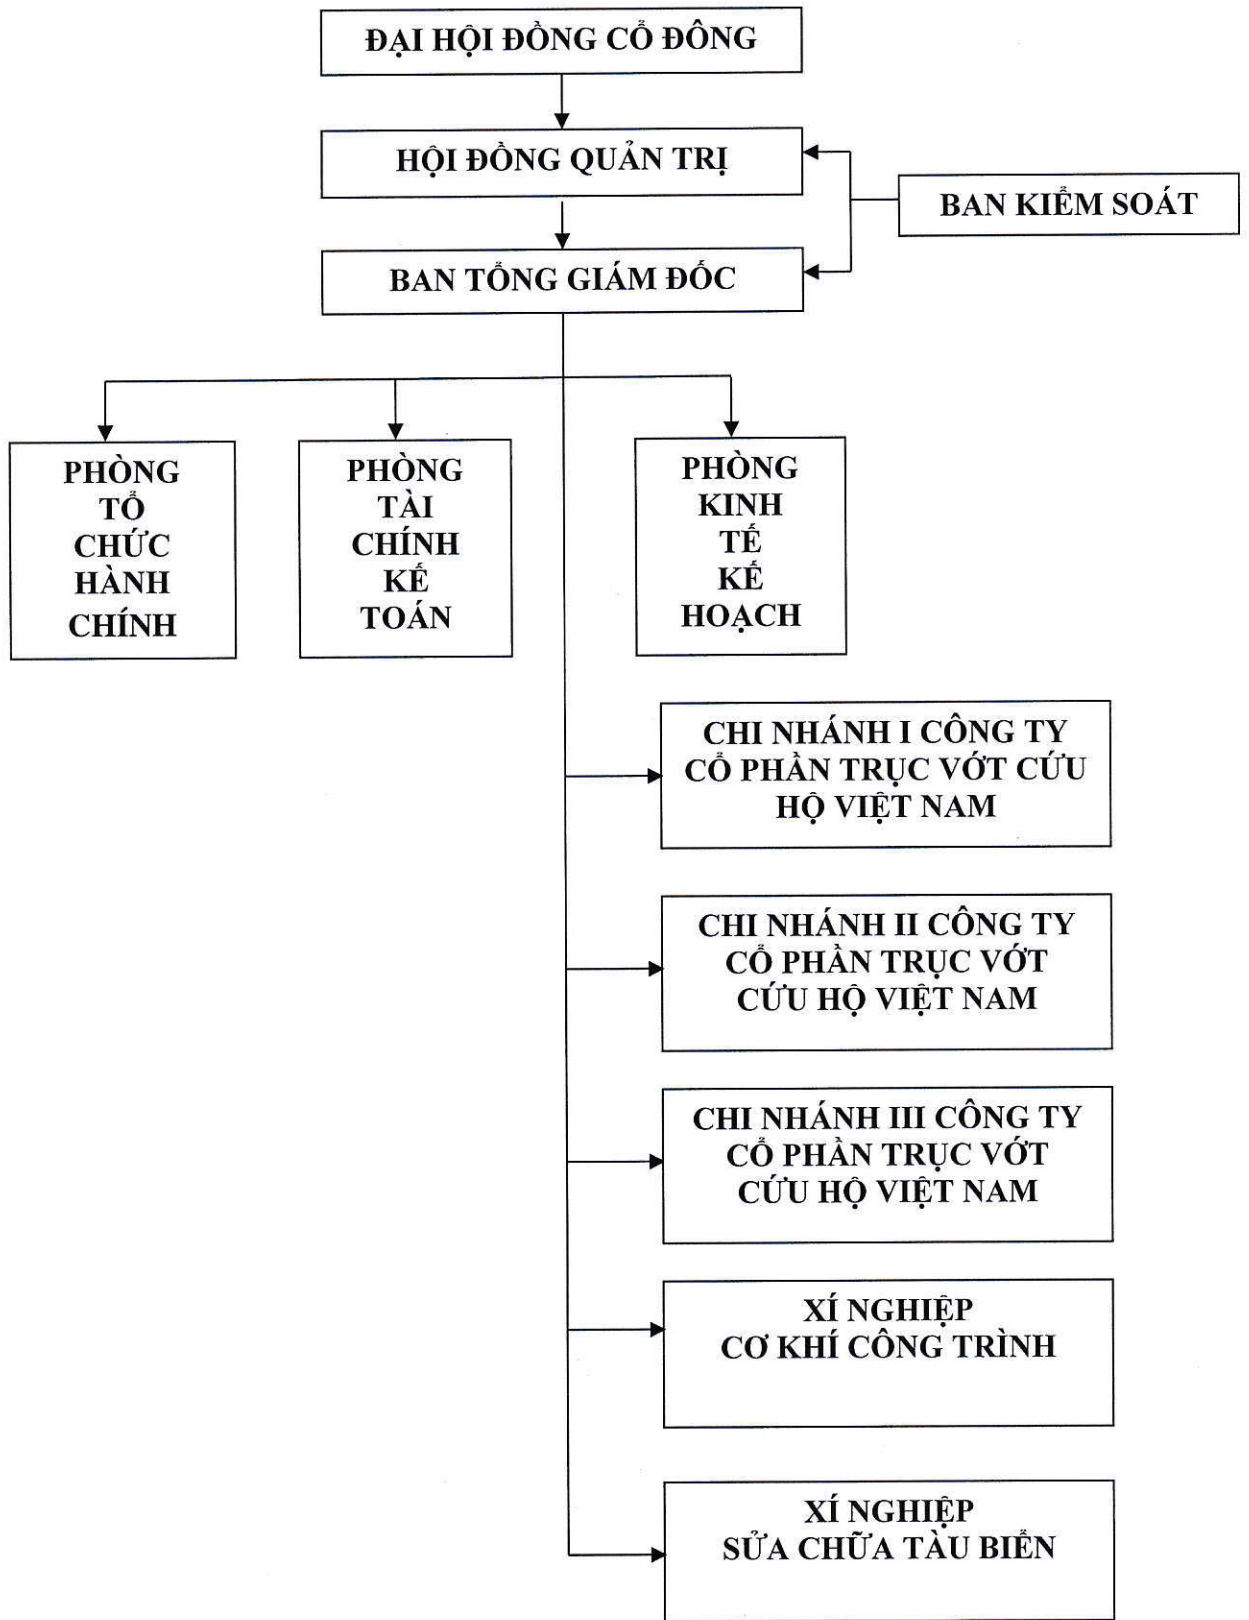 ĐẠI HỘI ĐỒNG CỔ ĐÔNG
HỘI ĐỒNG QUẢN TRỊ
BAN KIỂM SOÁT
BAN TỔNG GIÁM ĐỐC
PHÒNG
TỔ
CHỨC
HÀNH
CHÍNH
PHÒNG
TÀI
CHÍNH
KẾ
TOÁN
PHÒNG
KINH
TẾ
KẾ
HOẠCH
CHI NHÁNH I CÔNG TY
CỔ PHẦN TRỤC VỚT CỨU
HỘ VIỆT NAM
CHI NHÁNH II CÔNG TY
CỔ PHẦN TRỤC VỚT
CỨU HỘ VIỆT NAM
CHI NHÁNH III CÔNG TY
CỔ PHẦN TRỤC VỚT
CỨU HỘ VIỆT NAM
XÍ NGHIỆP
CƠ KHÍ CÔNG TRÌNH
XÍ NGHIỆP
SỬA CHỮA TÀU BIỂN